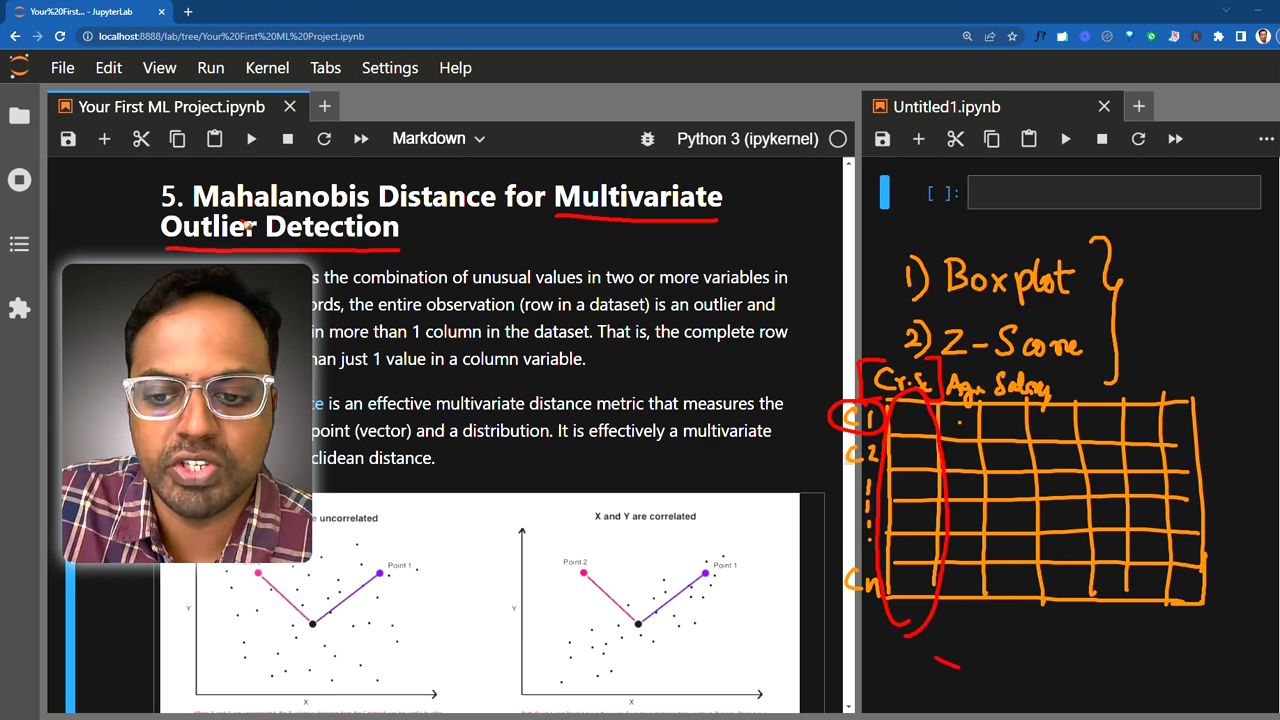 Your%20First... - JupyterLab
localhost:8888/lab/tree/Your%20First%20ML%20Project.ipynb
File Edit View Run Kernel Tabs Settings Help
Your First ML Project.ipynb
Markdown
Python 3 (ipykernel)
5. Mahalanobis Distance for Multivariate
Outlier Detection
s the combination of unusual values in two or more variables in
ords, the entire observation (row in a dataset) is an outlier and
in more than 1 column in the dataset. That is, the complete row
han just 1 value in a column variable.
ce is an effective multivariate distance metric that measures the
point (vector) and a distribution. It is effectively a multivariate
clidean distance.
e uncorrelated
Point 1
Y
X
X and Y are correlated
Point 2
Point 1
Y
X
Untitled1.ipynb
[ ]:
1) Boxplot
2) Z-Score
Age Salary
C1
C2
Cn